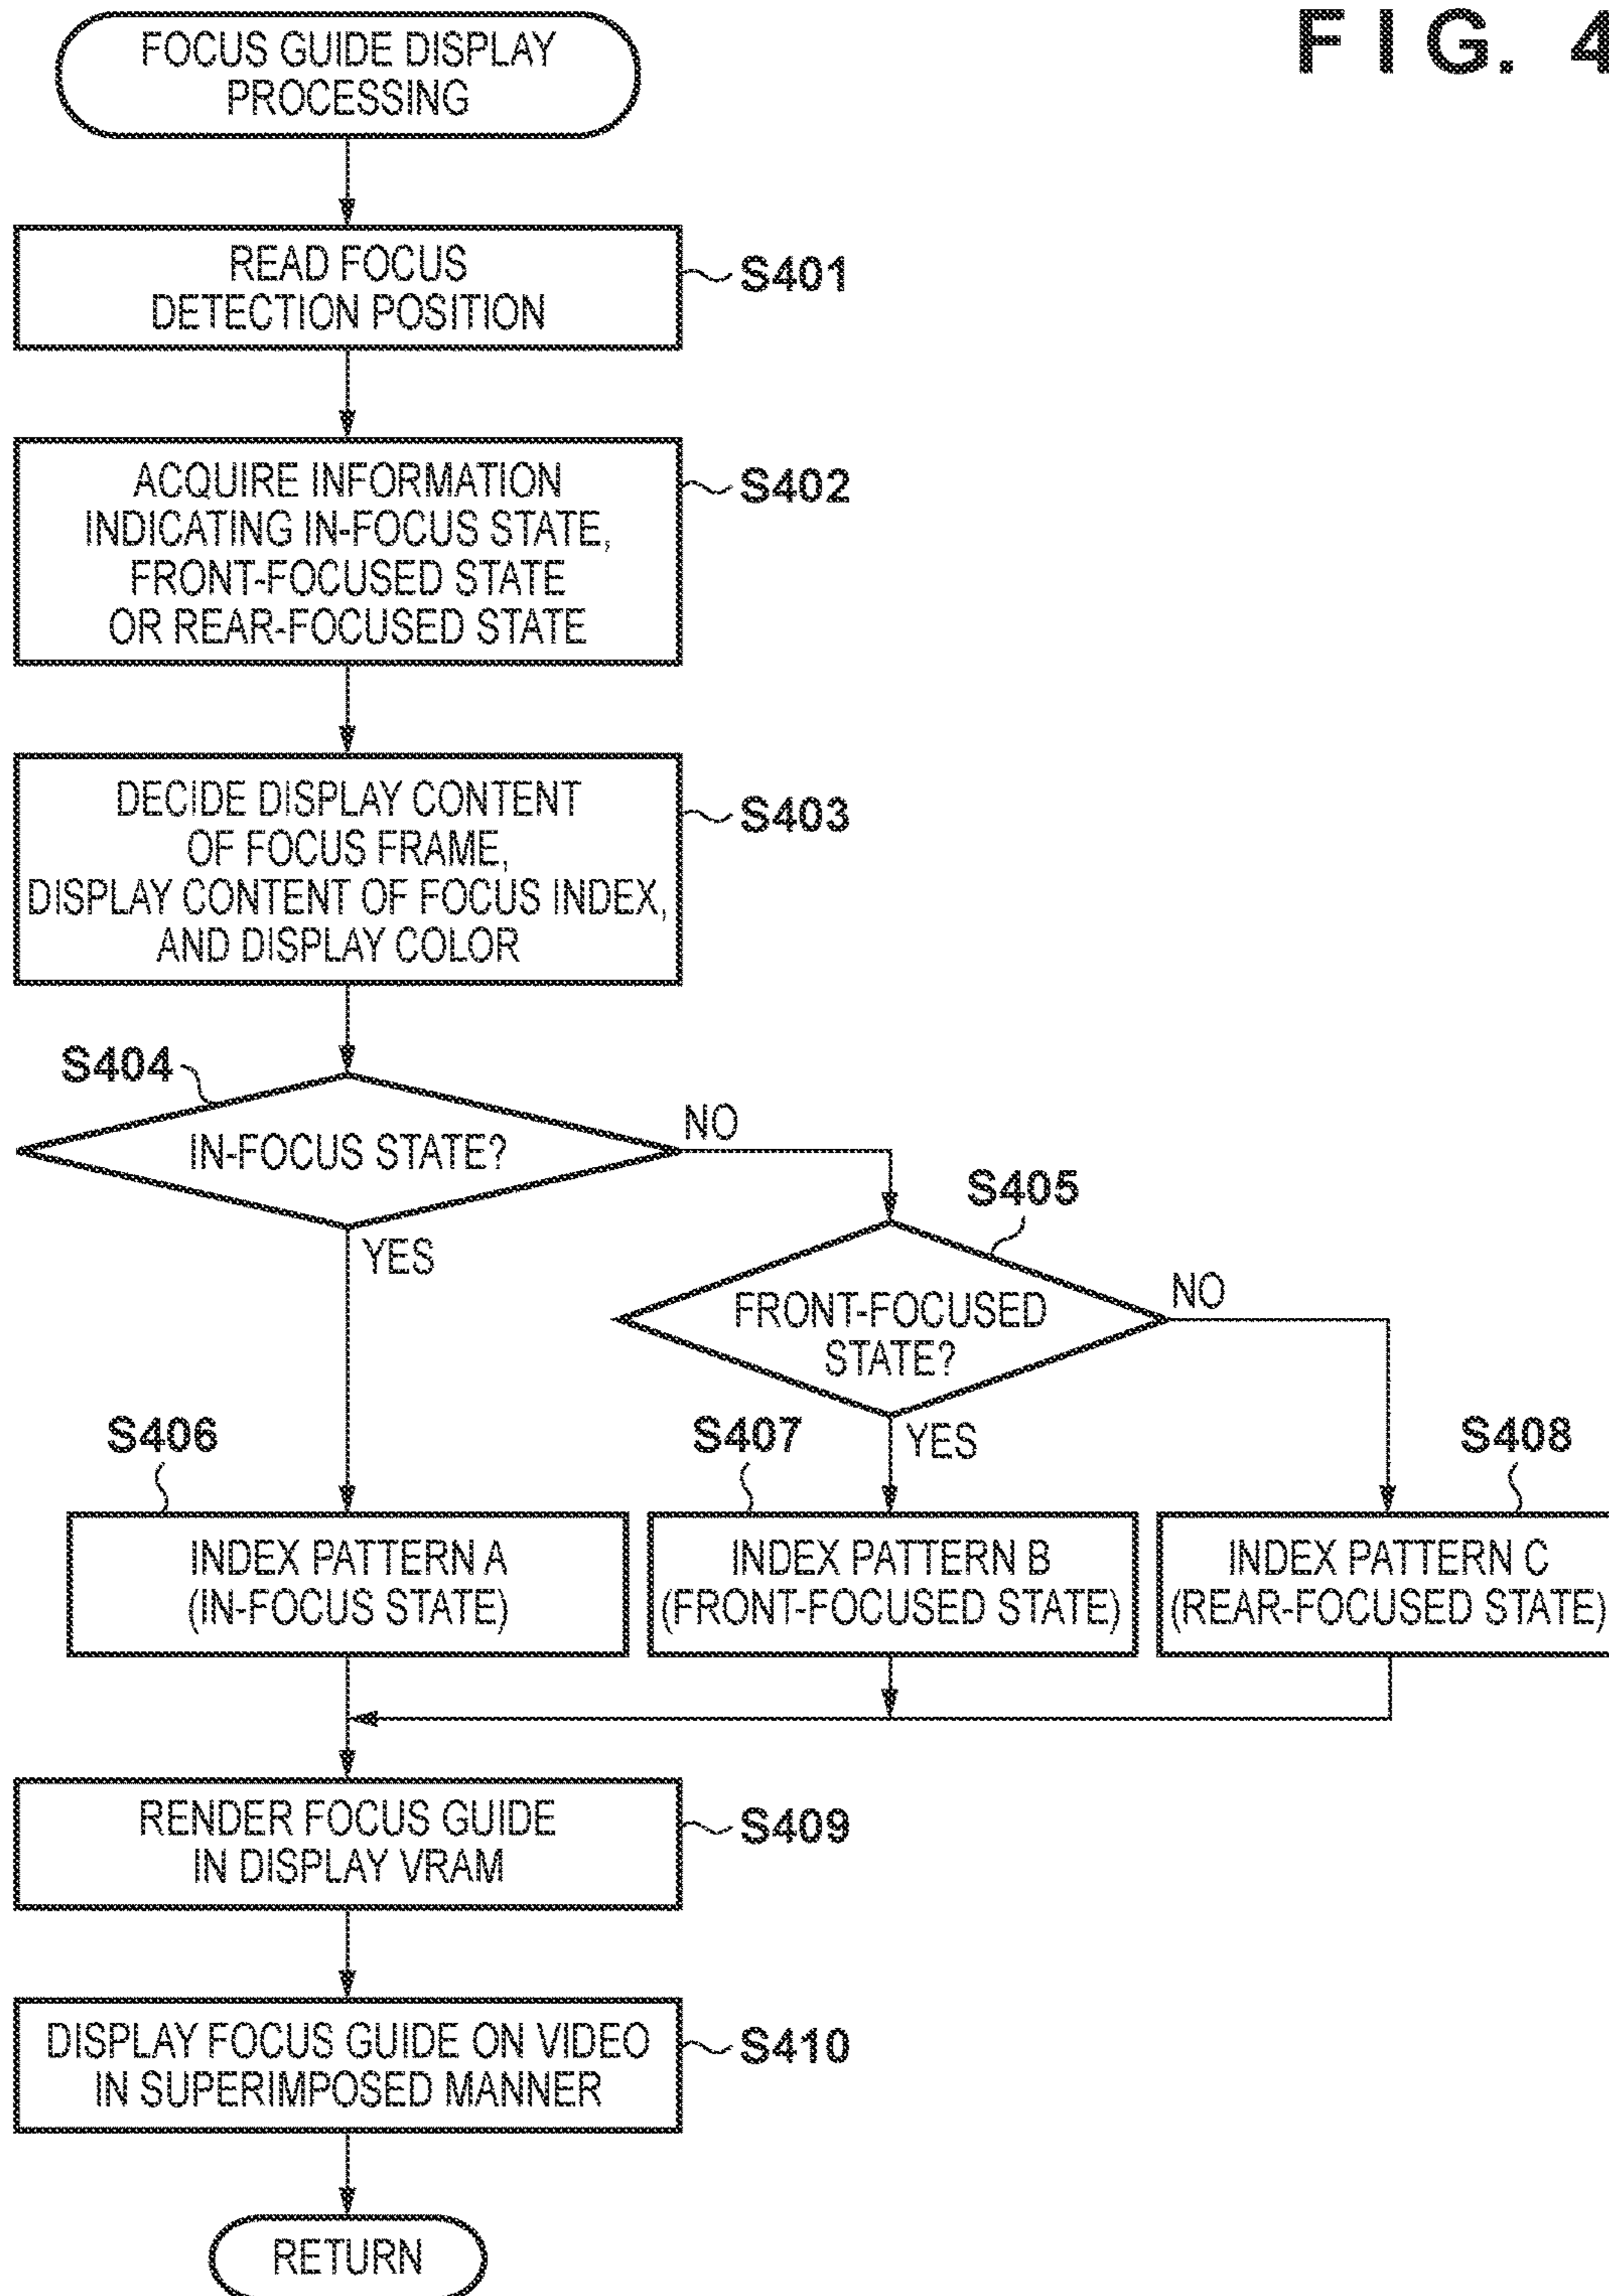 FIG. 4
FOCUS GUIDE DISPLAY
PROCESSING
READ FOCUS
DETECTION POSITION
S401
ACQUIRE INFORMATION
INDICATING IN-FOCUS STATE,
FRONT-FOCUSED STATE
OR REAR-FOCUSED STATE
S402
DECIDE DISPLAY CONTENT
OF FOCUS FRAME,
DISPLAY CONTENT OF FOCUS INDEX,
AND DISPLAY COLOR
S403
S404
IN-FOCUS STATE?
NO
YES
S405
FRONT-FOCUSED
STATE?
NO
YES
S406
INDEX PATTERN A
(IN-FOCUS STATE)
S407
INDEX PATTERN B
(FRONT-FOCUSED STATE)
S408
INDEX PATTERN C
(REAR-FOCUSED STATE)
RENDER FOCUS GUIDE
IN DISPLAY VRAM
S409
DISPLAY FOCUS GUIDE ON VIDEO
IN SUPERIMPOSED MANNER
S410
RETURN